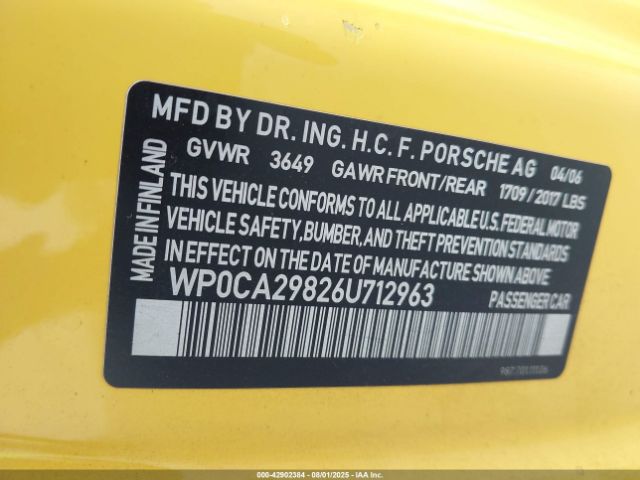 MFD BY DR. ING. H.C. F. PORSCHE AG 04/06
GVWR 3649 GAWR FRONT/REAR 1709/2017 LBS
THIS VEHICLE CONFORMS TO ALL APPLICABLE U.S. FEDERAL MOTOR
VEHICLE SAFETY, BUMPER, AND THEFT PREVENTION STANDARDS
IN EFFECT ON THE DATE OF MANUFACTURE SHOWN ABOVE
WP0CA29826U712963 PASSENGER CAR
MADE IN FINLAND
000-42902384 - 08/01/2025 - IAA, Inc.